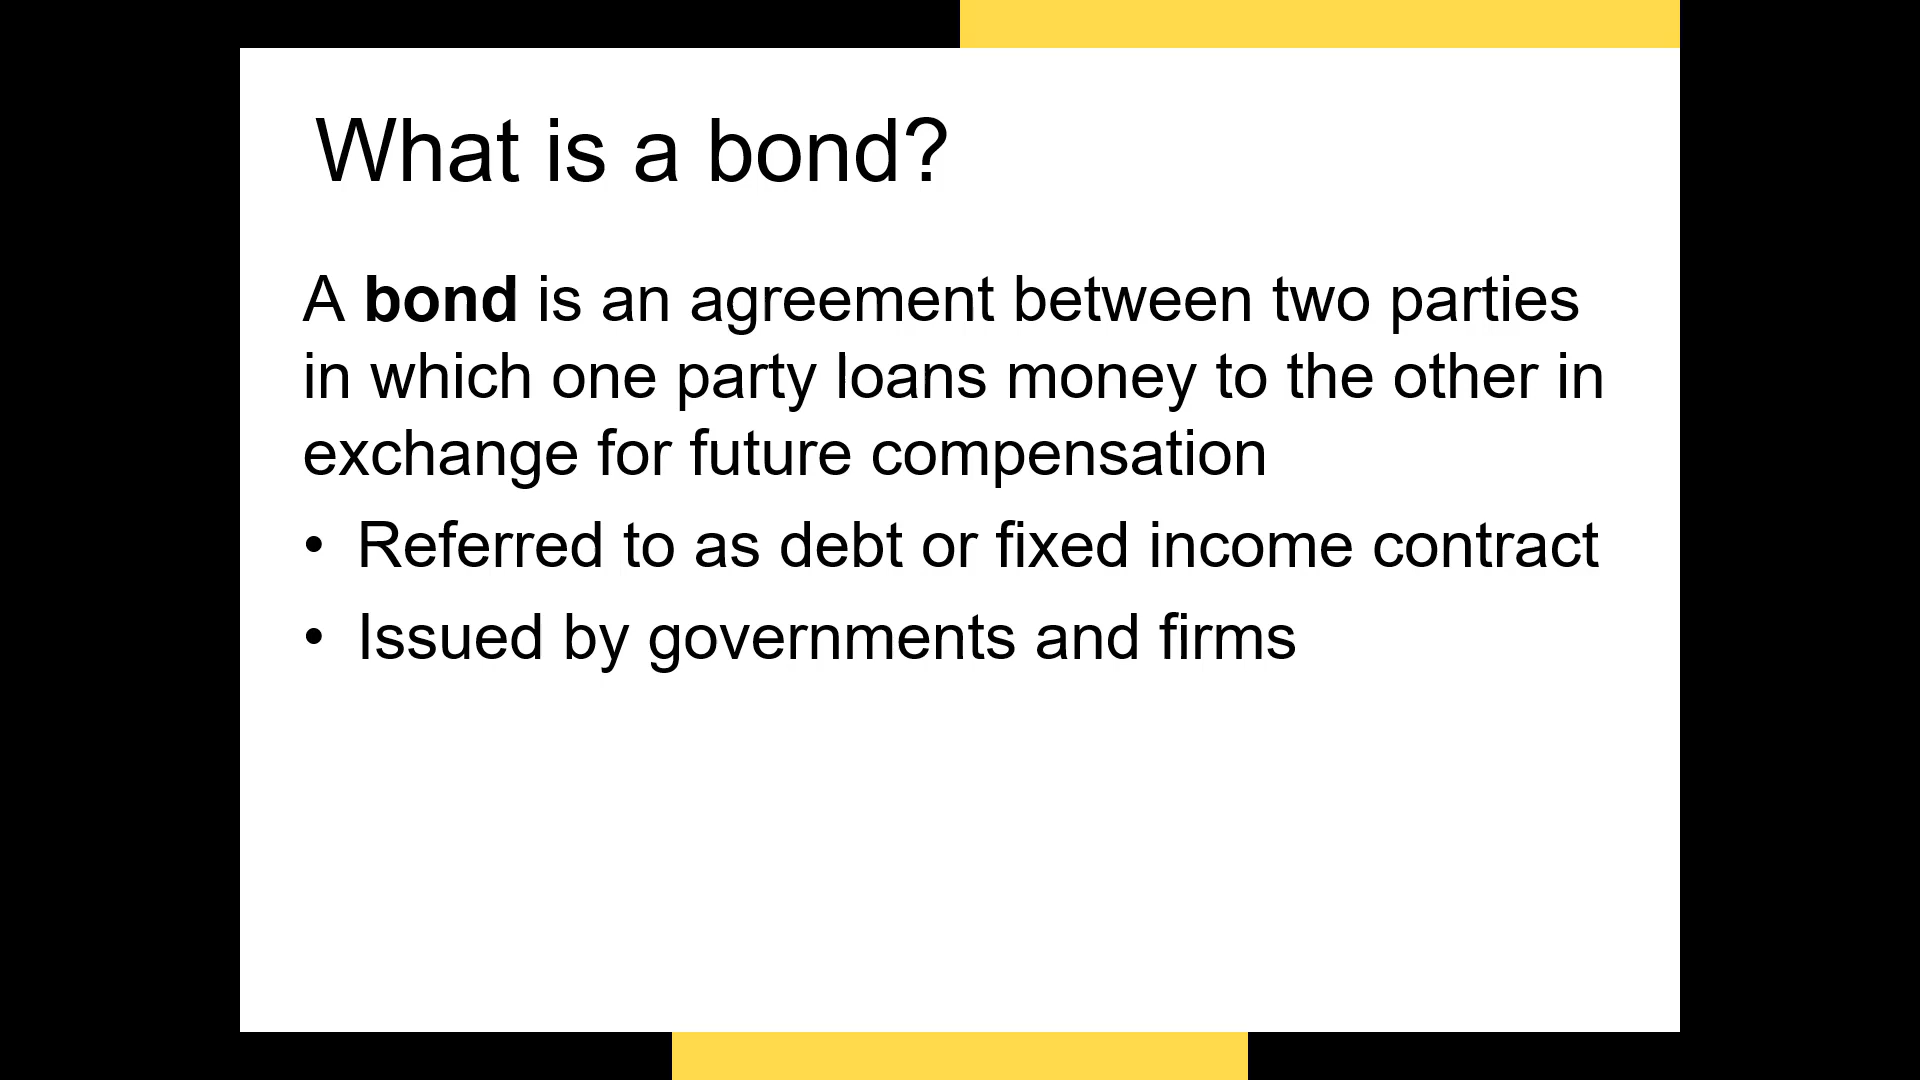 What is a bond?
A bond is an agreement between two parties
in which one party loans money to the other in
exchange for future compensation
• Referred to as debt or fixed income contract
• Issued by governments and firms